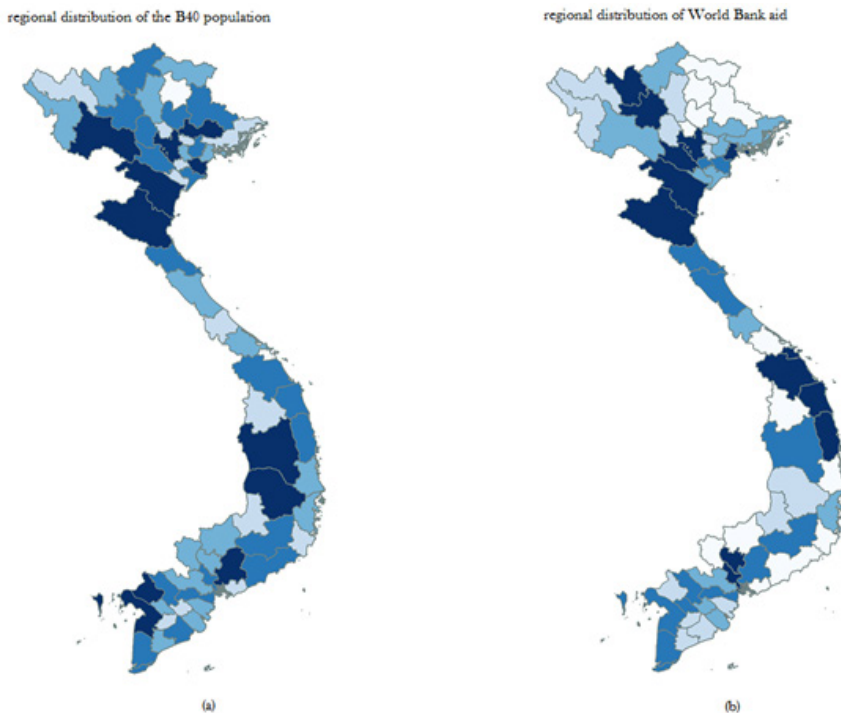 regional distribution of the B40 population
regional distribution of World Bank aid
(a)
(b)